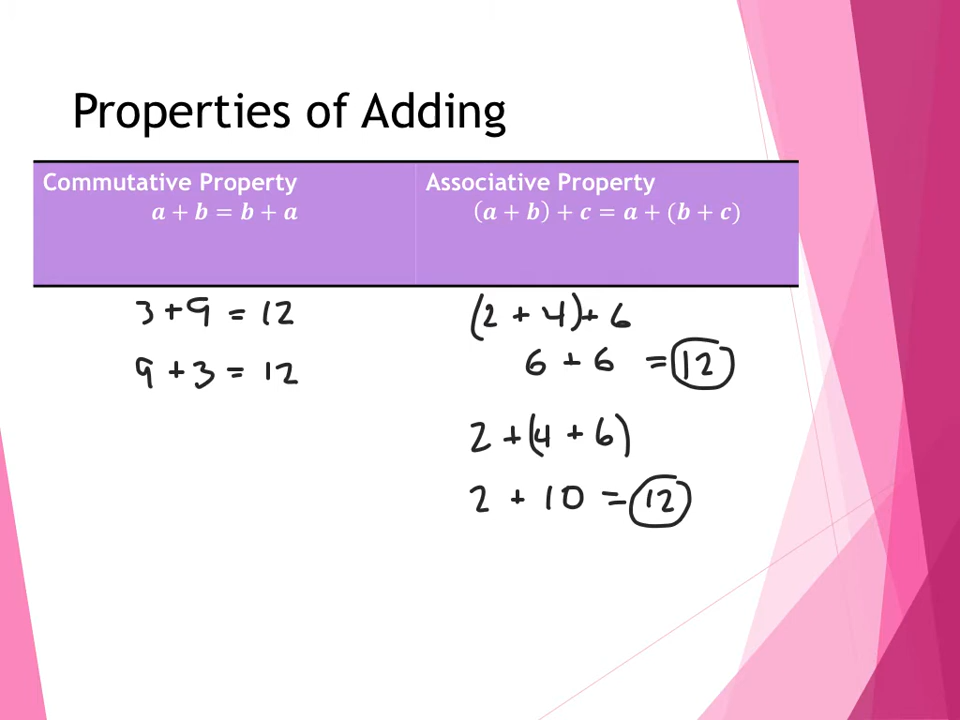 Properties of Adding
Commutative Property
a + b = b + a
3 + 9 = 12
9 + 3 = 12
Associative Property
(a + b) + c = a + (b + c)
(2 + 4) + 6
6 + 6 = 12
2 + (4 + 6)
2 + 10 = 12